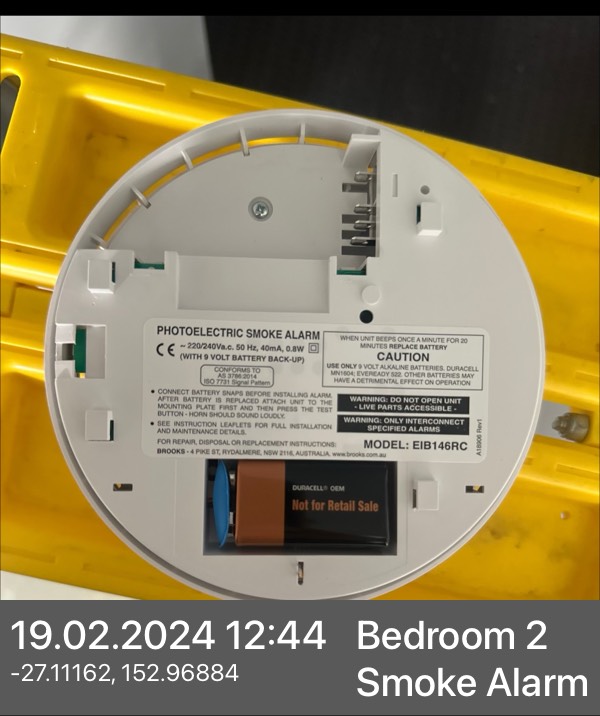 PHOTOELECTRIC SMOKE ALARM
CE ~ 220/240Va.c. 50 Hz, 40mA, 0.8W
(WITH 9 VOLT BATTERY BACK-UP)
CONFORMS TO
AS 3786:2014
ISO 7731 Signal Pattern
• CONNECT BATTERY SNAPS BEFORE INSTALLING ALARM,
AFTER BATTERY IS REPLACED ATTACH UNIT TO THE
MOUNTING PLATE FIRST AND THEN PRESS THE TEST
BUTTON - HORN SHOULD SOUND LOUDLY.
• SEE INSTRUCTION LEAFLETS FOR FULL INSTALLATION
AND MAINTENANCE DETAILS.
FOR REPAIR, DISPOSAL OR REPLACEMENT INSTRUCTIONS:
BROOKS - 4 PIKE ST, RYDALMERE, NSW 2116, AUSTRALIA. www.brooks.com.au
WHEN UNIT BEEPS ONCE A MINUTE FOR 20
MINUTES REPLACE BATTERY
CAUTION
USE ONLY 9 VOLT ALKALINE BATTERIES, DURACELL
MN1604; EVEREADY 522. OTHER BATTERIES MAY
HAVE A DETRIMENTAL EFFECT ON OPERATION
WARNING: DO NOT OPEN UNIT
- LIVE PARTS ACCESSIBLE -
WARNING: ONLY INTERCONNECT
SPECIFIED ALARMS
MODEL: EIB146RC
A16908 Rev1
DURACELL® OEM
Not for Retail Sale
19.02.2024 12:44
-27.11162, 152.96884
Bedroom 2
Smoke Alarm